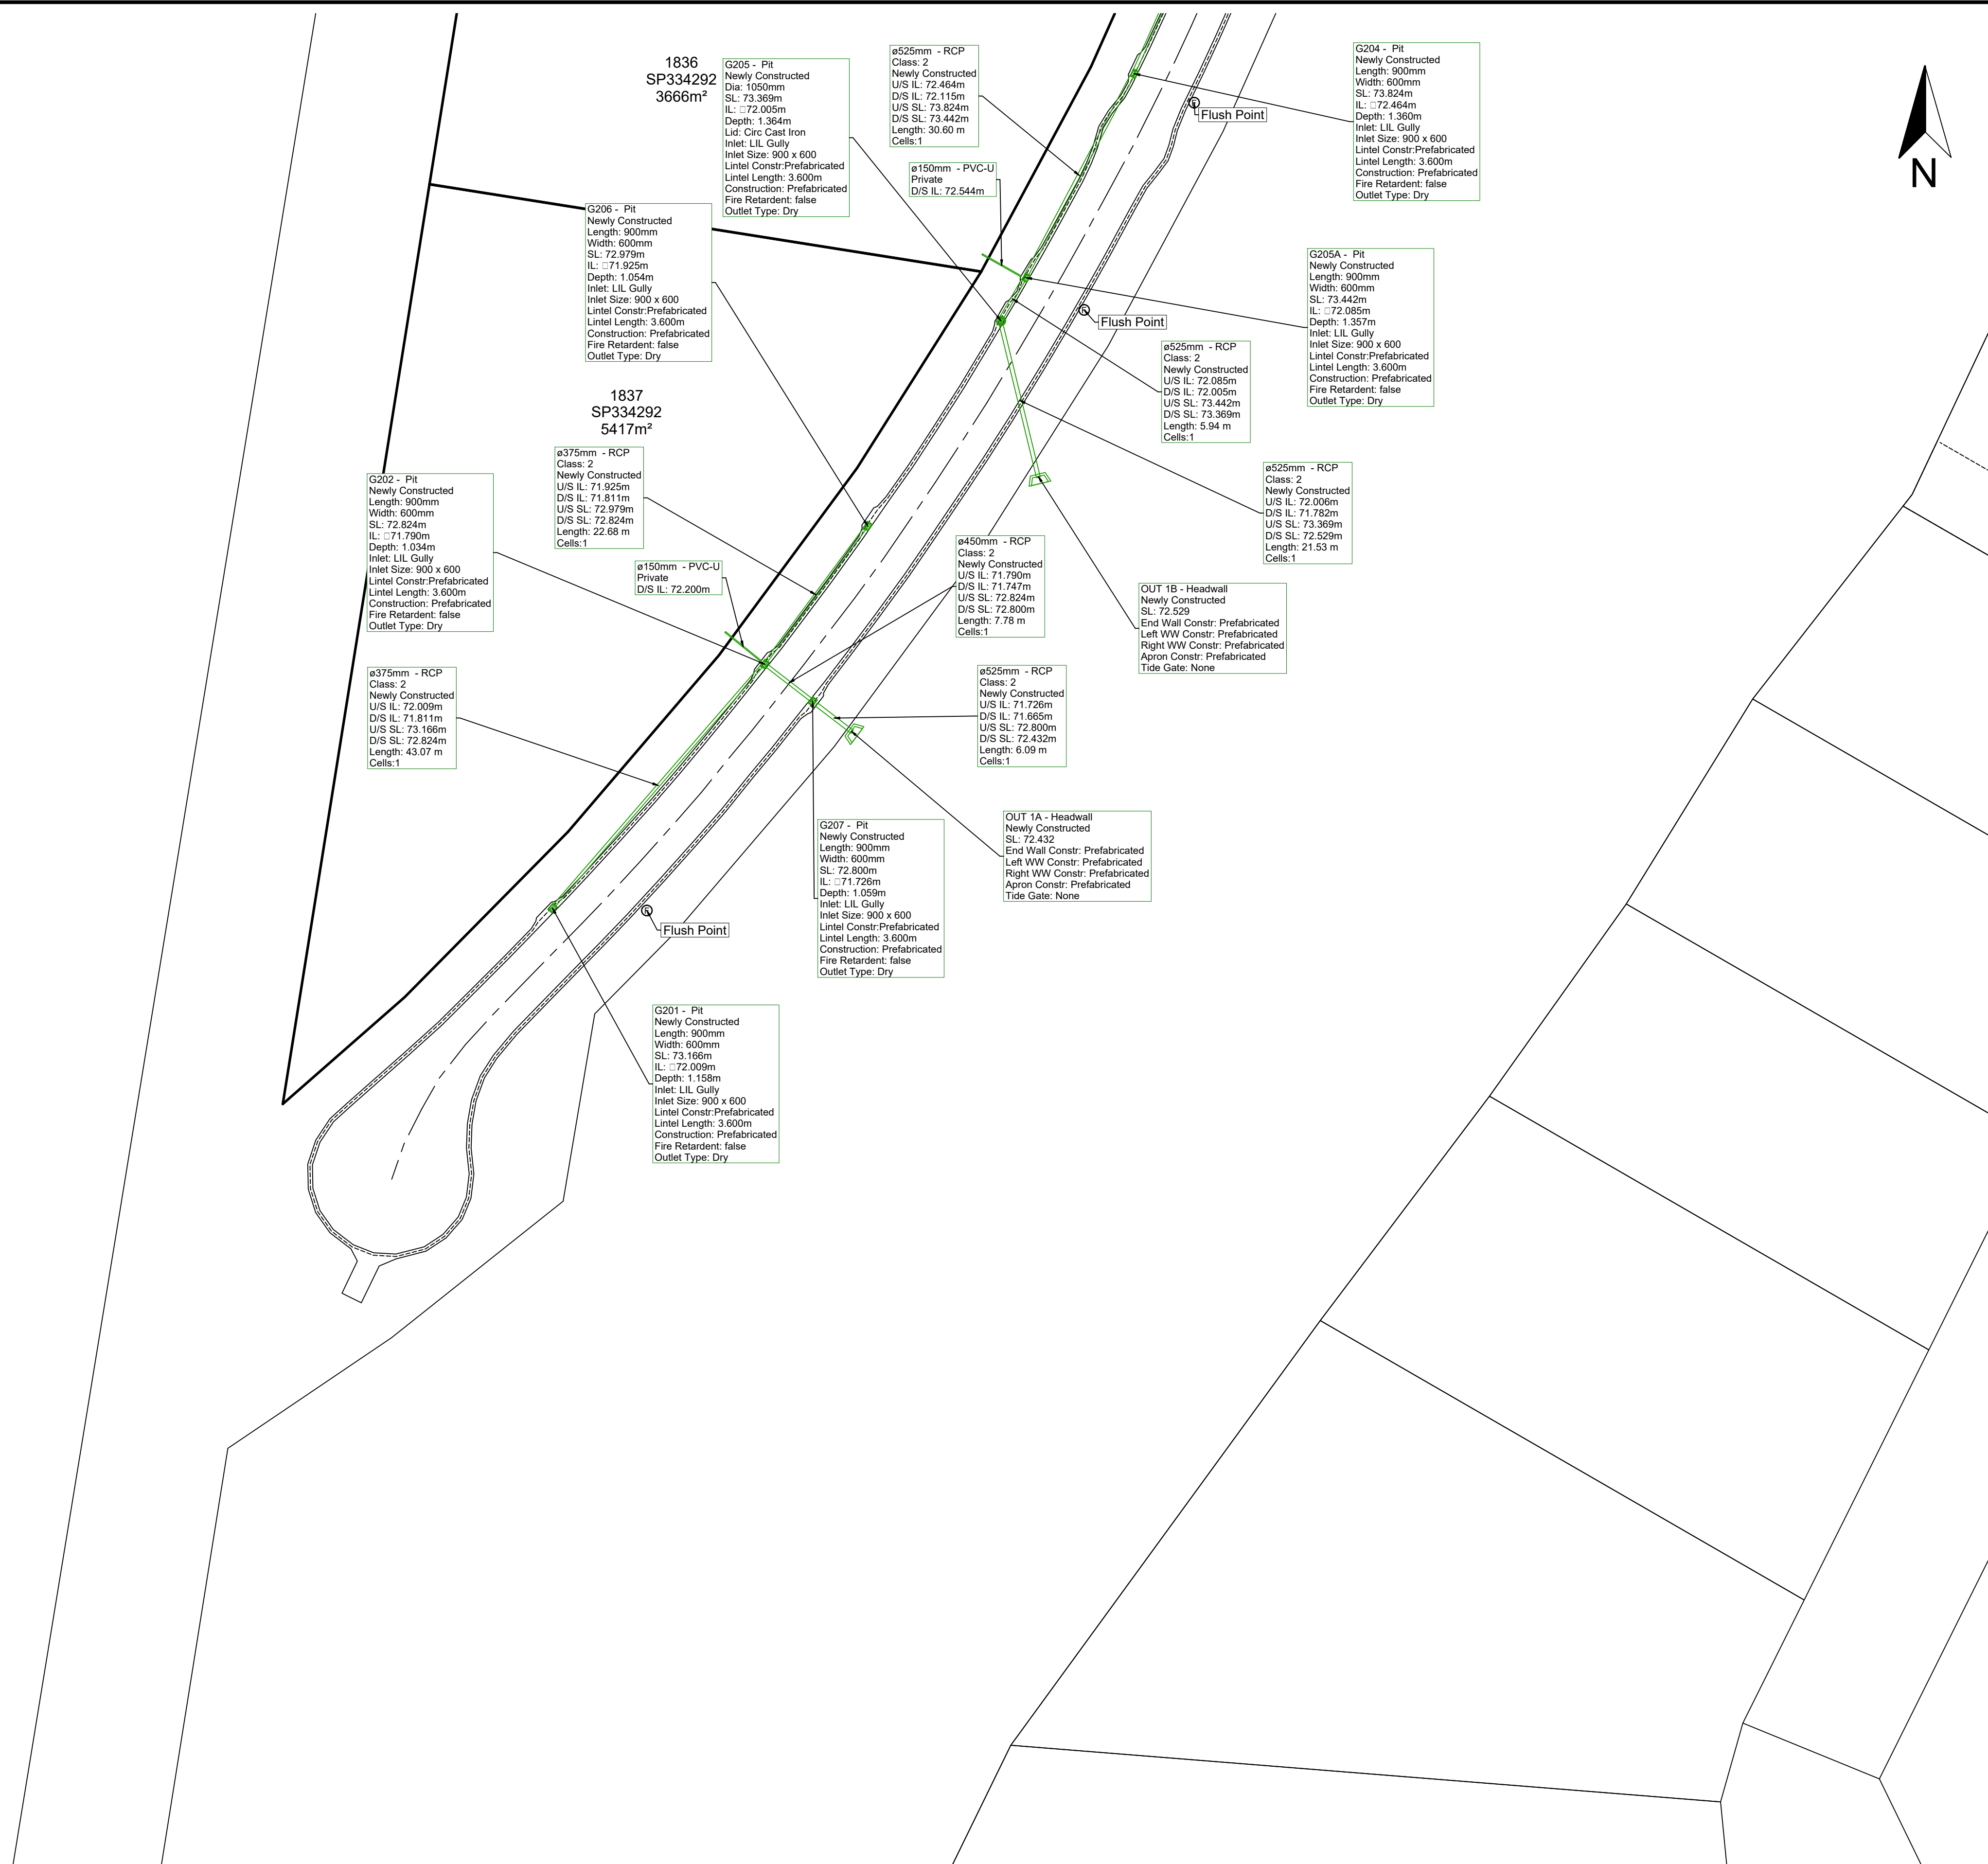 1836
SP334292
3666m²
G205 - Pit
Newly Constructed
Dia: 1050mm
SL: 73.369m
IL: □72.005m
Depth: 1.364m
Lid: Circ Cast Iron
Inlet: LIL Gully
Inlet Size: 900 x 600
Lintel Constr:Prefabricated
Lintel Length: 3.600m
Construction: Prefabricated
Fire Retardent: false
Outlet Type: Dry
ø525mm - RCP
Class: 2
Newly Constructed
U/S IL: 72.464m
D/S IL: 72.115m
U/S SL: 73.824m
D/S SL: 73.442m
Length: 30.60 m
Cells:1
G204 - Pit
Newly Constructed
Length: 900mm
Width: 600mm
SL: 73.824m
IL: □72.464m
Depth: 1.360m
Inlet: LIL Gully
Inlet Size: 900 x 600
Lintel Constr:Prefabricated
Lintel Length: 3.600m
Construction: Prefabricated
Fire Retardent: false
Outlet Type: Dry
Flush Point
N
ø150mm - PVC-U
Private
D/S IL: 72.544m
G206 - Pit
Newly Constructed
Length: 900mm
Width: 600mm
SL: 72.979m
IL: □71.925m
Depth: 1.054m
Inlet: LIL Gully
Inlet Size: 900 x 600
Lintel Constr:Prefabricated
Lintel Length: 3.600m
Construction: Prefabricated
Fire Retardent: false
Outlet Type: Dry
G205A - Pit
Newly Constructed
Length: 900mm
Width: 600mm
SL: 73.442m
IL: □72.085m
Depth: 1.357m
Inlet: LIL Gully
Inlet Size: 900 x 600
Lintel Constr:Prefabricated
Lintel Length: 3.600m
Construction: Prefabricated
Fire Retardent: false
Outlet Type: Dry
Flush Point
ø525mm - RCP
Class: 2
Newly Constructed
U/S IL: 72.085m
D/S IL: 72.005m
U/S SL: 73.442m
D/S SL: 73.369m
Length: 5.94 m
Cells:1
1837
SP334292
5417m²
ø375mm - RCP
Class: 2
Newly Constructed
U/S IL: 71.925m
D/S IL: 71.811m
U/S SL: 72.979m
D/S SL: 72.824m
Length: 22.68 m
Cells:1
G202 - Pit
Newly Constructed
Length: 900mm
Width: 600mm
SL: 72.824m
IL: □71.790m
Depth: 1.034m
Inlet: LIL Gully
Inlet Size: 900 x 600
Lintel Constr:Prefabricated
Lintel Length: 3.600m
Construction: Prefabricated
Fire Retardent: false
Outlet Type: Dry
ø525mm - RCP
Class: 2
Newly Constructed
U/S IL: 72.006m
D/S IL: 71.782m
U/S SL: 73.369m
D/S SL: 72.529m
Length: 21.53 m
Cells:1
ø150mm - PVC-U
Private
D/S IL: 72.200m
ø450mm - RCP
Class: 2
Newly Constructed
U/S IL: 71.790m
D/S IL: 71.747m
U/S SL: 72.824m
D/S SL: 72.800m
Length: 7.78 m
Cells:1
OUT 1B - Headwall
Newly Constructed
SL: 72.529
End Wall Constr: Prefabricated
Left WW Constr: Prefabricated
Right WW Constr: Prefabricated
Apron Constr: Prefabricated
Tide Gate: None
ø375mm - RCP
Class: 2
Newly Constructed
U/S IL: 72.009m
D/S IL: 71.811m
U/S SL: 73.166m
D/S SL: 72.824m
Length: 43.07 m
Cells:1
ø525mm - RCP
Class: 2
Newly Constructed
U/S IL: 71.726m
D/S IL: 71.665m
U/S SL: 72.800m
D/S SL: 72.432m
Length: 6.09 m
Cells:1
G207 - Pit
Newly Constructed
Length: 900mm
Width: 600mm
SL: 72.800m
IL: □71.726m
Depth: 1.059m
Inlet: LIL Gully
Inlet Size: 900 x 600
Lintel Constr:Prefabricated
Lintel Length: 3.600m
Construction: Prefabricated
Fire Retardent: false
Outlet Type: Dry
OUT 1A - Headwall
Newly Constructed
SL: 72.432
End Wall Constr: Prefabricated
Left WW Constr: Prefabricated
Right WW Constr: Prefabricated
Apron Constr: Prefabricated
Tide Gate: None
Flush Point
G201 - Pit
Newly Constructed
Length: 900mm
Width: 600mm
SL: 73.166m
IL: □72.009m
Depth: 1.158m
Inlet: LIL Gully
Inlet Size: 900 x 600
Lintel Constr:Prefabricated
Lintel Length: 3.600m
Construction: Prefabricated
Fire Retardent: false
Outlet Type: Dry